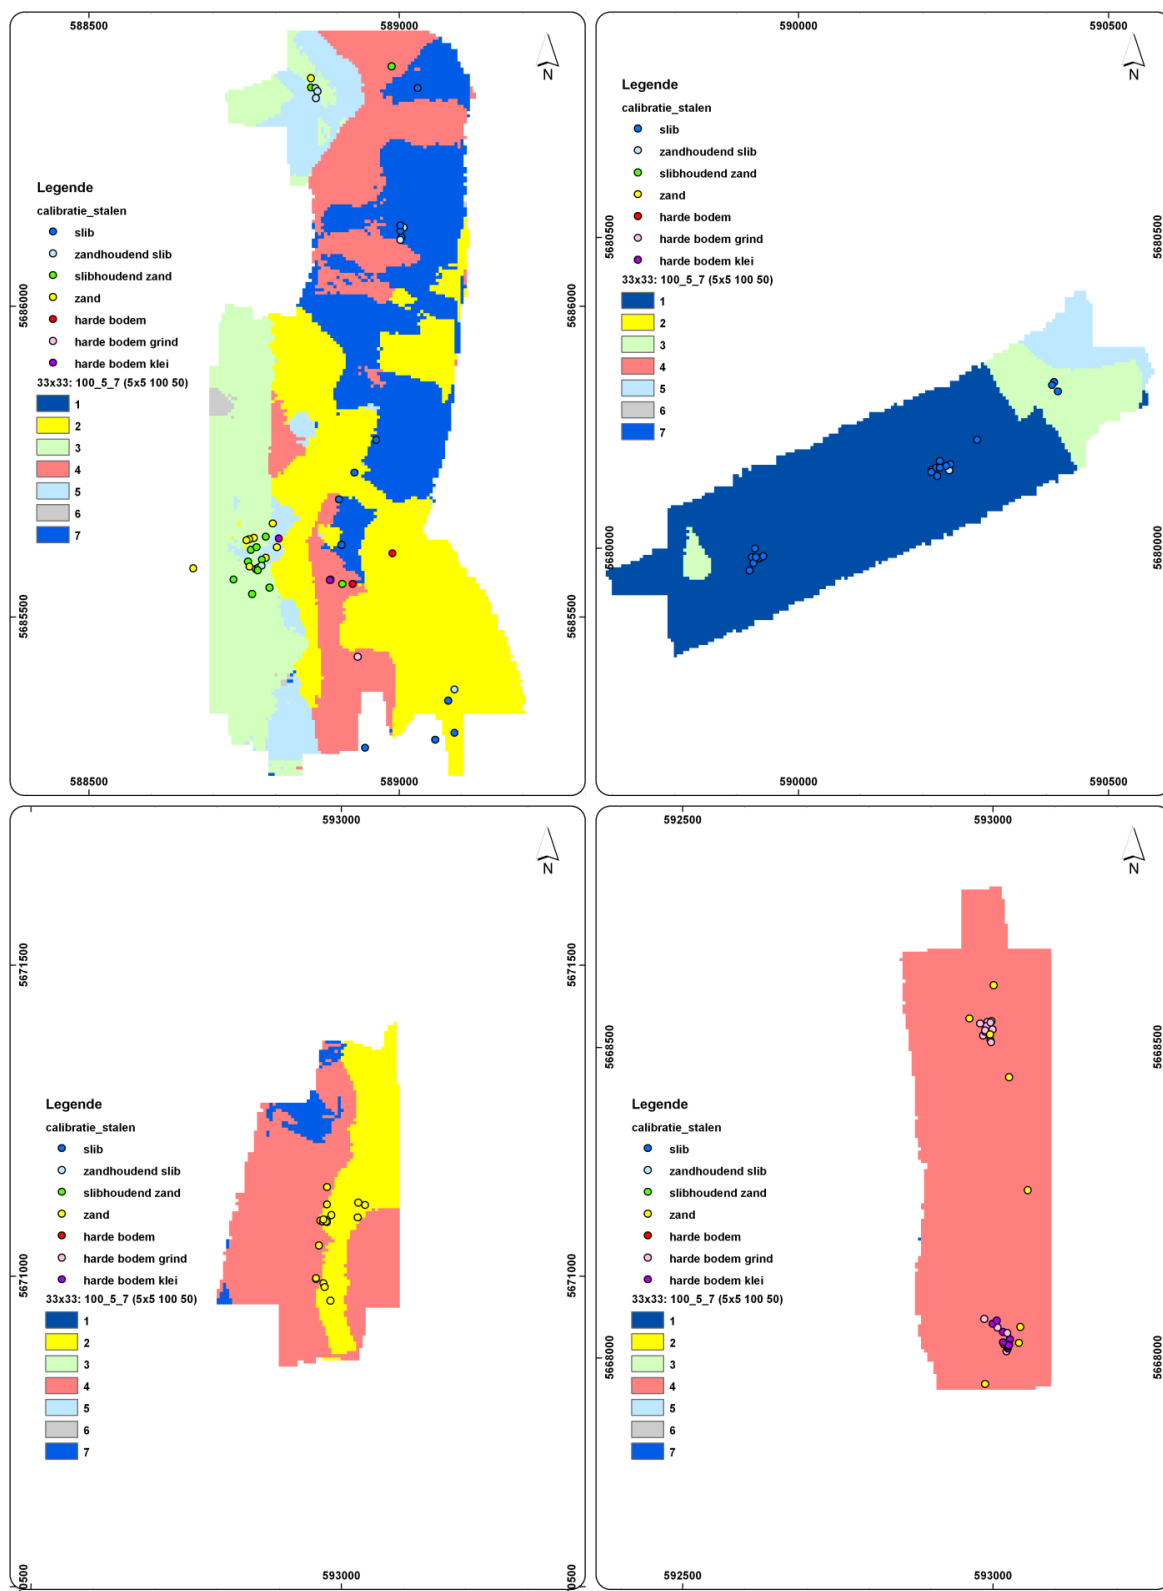 588500 589000
N
Legende
calibratie_stalen
slib
zandhoudend slib
slibhoudend zand
zand
harde bodem
harde bodem grind
harde bodem klei
33x33: 100_5_7 (5x5 100 50)
1
2
3
4
5
6
7
5686000
5685500
588500 589000
590000 590500
N
Legende
calibratie_stalen
slib
zandhoudend slib
slibhoudend zand
zand
harde bodem
harde bodem grind
harde bodem klei
33x33: 100_5_7 (5x5 100 50)
1
2
3
4
5
6
7
5680500 5680500
5680000 5680000
590000 590500
593000
N
5671500 5671500
Legende
calibratie_stalen
slib
zandhoudend slib
slibhoudend zand
zand
harde bodem
harde bodem grind
harde bodem klei
33x33: 100_5_7 (5x5 100 50)
1
2
3
4
5
6
7
5671000 5671000
593000
592500 593000
N
5668500 5668500
Legende
calibratie_stalen
slib
zandhoudend slib
slibhoudend zand
zand
harde bodem
harde bodem grind
harde bodem klei
33x33: 100_5_7 (5x5 100 50)
1
2
3
4
5
6
7
5668000 5668000
592500 593000